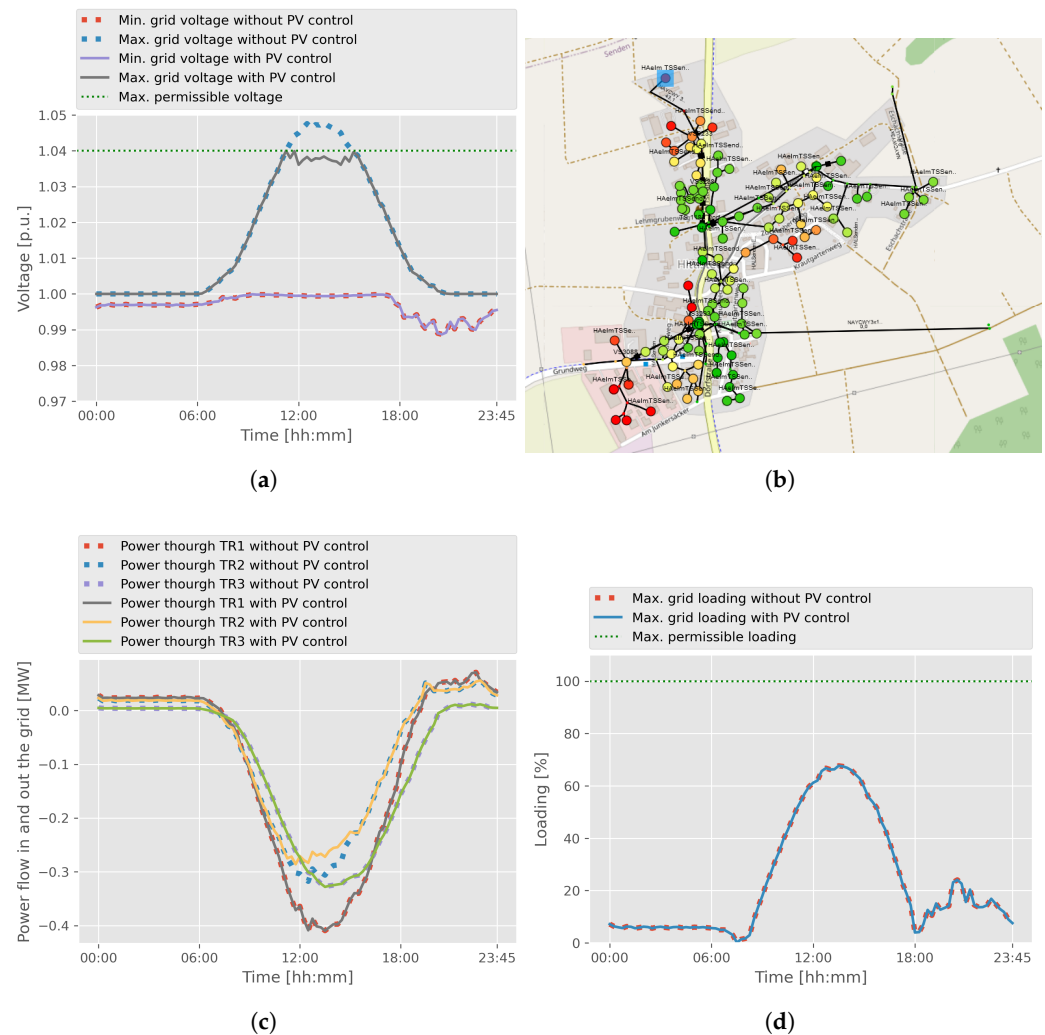 Min. grid voltage without PV control
Max. grid voltage without PV control
Min. grid voltage with PV control
Max. grid voltage with PV control
Max. permissible voltage
1.05
1.04
1.03
1.02
1.01
1.00
0.99
0.98
0.97
Voltage [p.u.]
00:00 06:00 12:00 18:00 23:45
Time [hh:mm]
(a)
Senden
HAeImTSSen..
HAeImTSSend..
HAeImTSSen..
Lehmgrubenweg
Krautgartenweg
NAYDWY3x1..
HAeImTSSe..
VS3088
Grundweg
HAeImTSSen..
Am Junkersäcker
(b)
Power thourgh TR1 without PV control
Power thourgh TR2 without PV control
Power thourgh TR3 without PV control
Power thourgh TR1 with PV control
Power thourgh TR2 with PV control
Power thourgh TR3 with PV control
0.0
−0.1
−0.2
−0.3
−0.4
Power flow in and out the grid [MW]
00:00 06:00 12:00 18:00 23:45
Time [hh:mm]
(c)
Max. grid loading without PV control
Max. grid loading with PV control
Max. permissible loading
100
80
60
40
20
0
Loading [%]
00:00 06:00 12:00 18:00 23:45
Time [hh:mm]
(d)